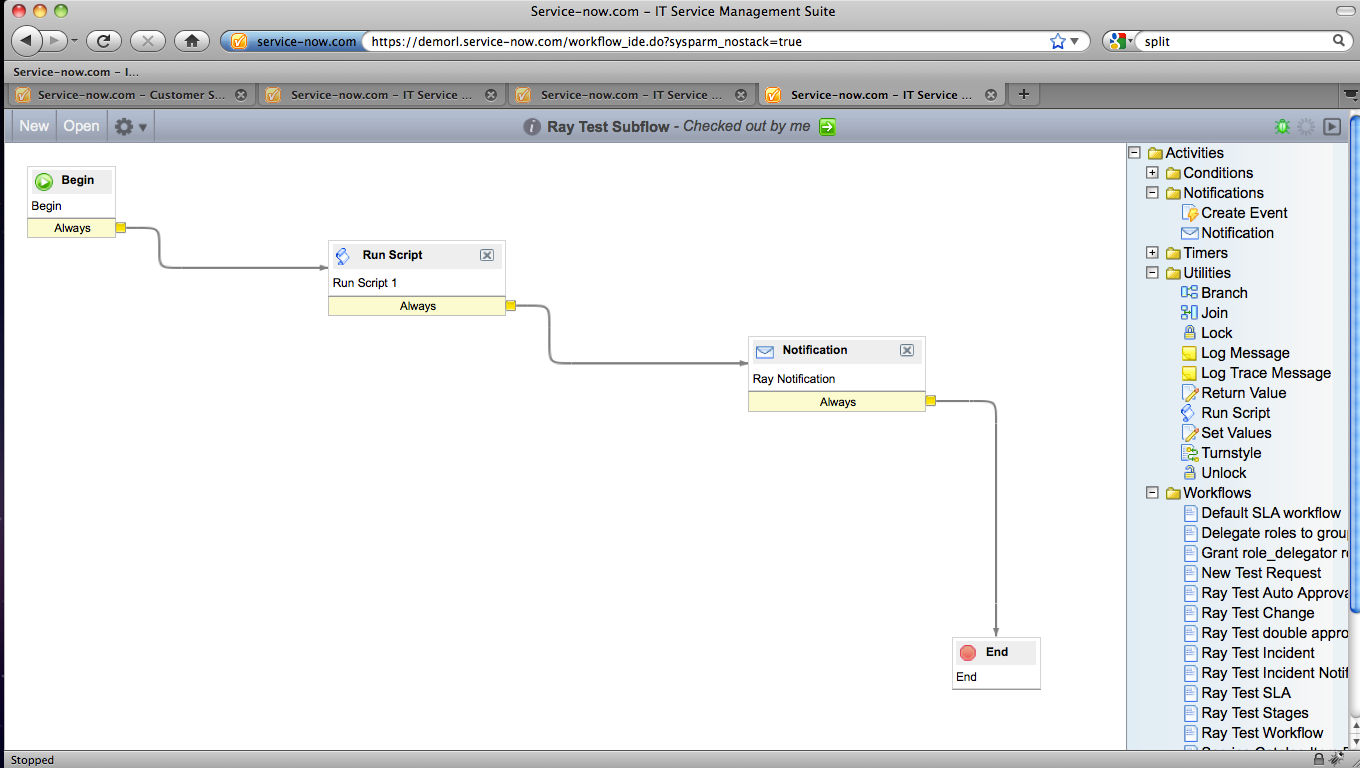 Service-now.com – IT Service Management Suite
service-now.com https://demorl.service-now.com/workflow_ide.do?sysparm_nostack=true split
Service-now.com – I...
Service-now.com – Customer S... Service-now.com – IT Service ... Service-now.com – IT Service ... Service-now.com – IT Service ...
New Open Ray Test Subflow - Checked out by me
Begin
Begin
Always
Run Script
Run Script 1
Always
Notification
Ray Notification
Always
End
End
Activities
Conditions
Notifications
Create Event
Notification
Timers
Utilities
Branch
Join
Lock
Log Message
Log Trace Message
Return Value
Run Script
Set Values
Turnstyle
Unlock
Workflows
Default SLA workflow
Delegate roles to grou
Grant role_delegator r
New Test Request
Ray Test Auto Approva
Ray Test Change
Ray Test double appro
Ray Test Incident
Ray Test Incident Notif
Ray Test SLA
Ray Test Stages
Ray Test Workflow
Stopped